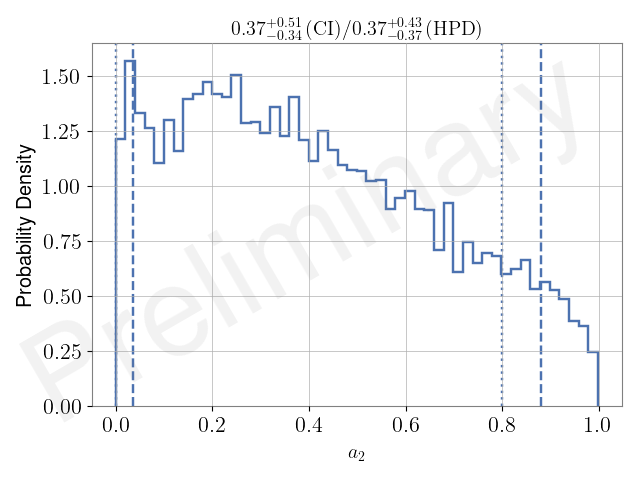 0.37^{+0.51}_{-0.34}(CI)/0.37^{+0.43}_{-0.37}(HPD)
1.50
1.25
1.00
0.75
0.50
0.25
0.00
Probability Density
Preliminary
0.0 0.2 0.4 0.6 0.8 1.0
a_2